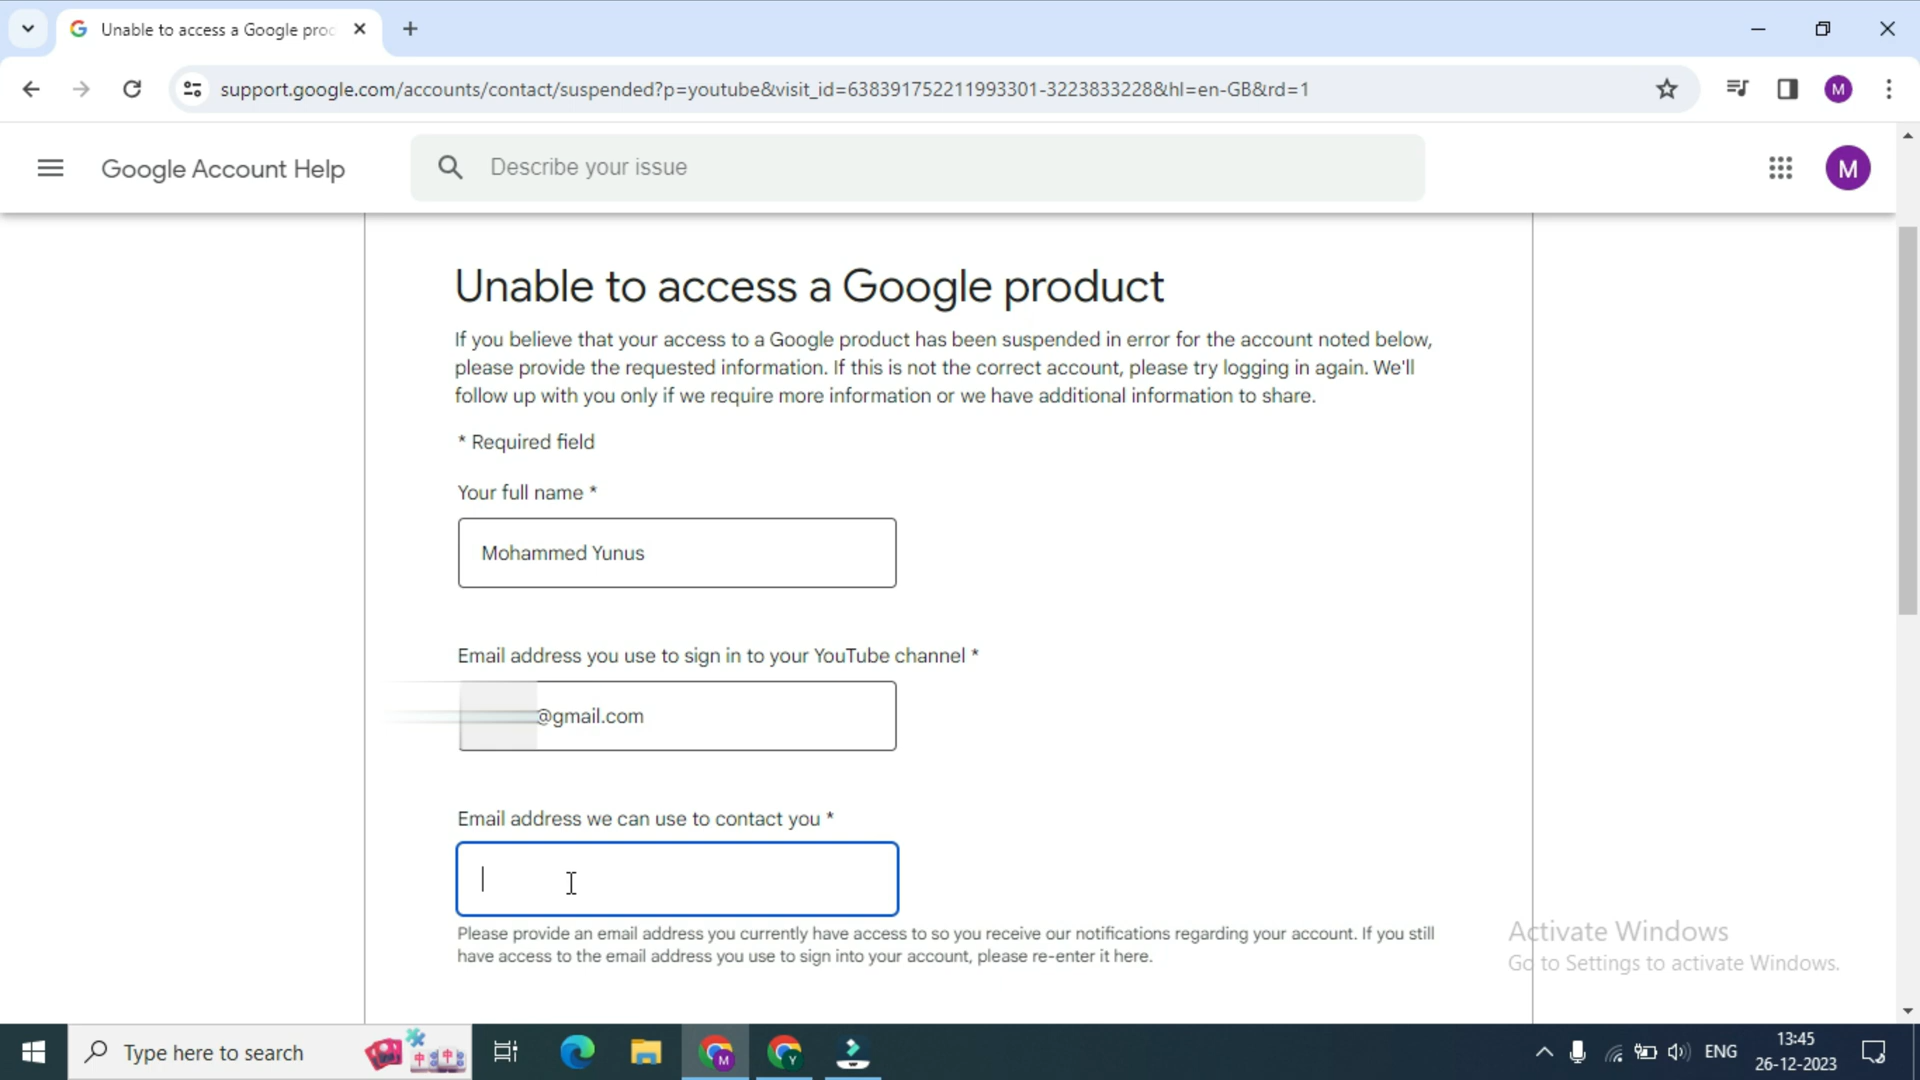 Unable to access a Google proc
support.google.com/accounts/contact/suspended?p=youtube&visit_id=638391752211993301-3223833228&hl=en-GB&rd=1
M
Google Account Help
Describe your issue
M
Unable to access a Google product
If you believe that your access to a Google product has been suspended in error for the account noted below,
please provide the requested information. If this is not the correct account, please try logging in again. We'll
follow up with you only if we require more information or we have additional information to share.
* Required field
Your full name *
Mohammed Yunus
Email address you use to sign in to your YouTube channel *
@gmail.com
Email address we can use to contact you *
Please provide an email address you currently have access to so you receive our notifications regarding your account. If you still
have access to the email address you use to sign into your account, please re-enter it here.
Activate Windows
Go to Settings to activate Windows.
Type here to search
M
Y
ENG
13:45
26-12-2023